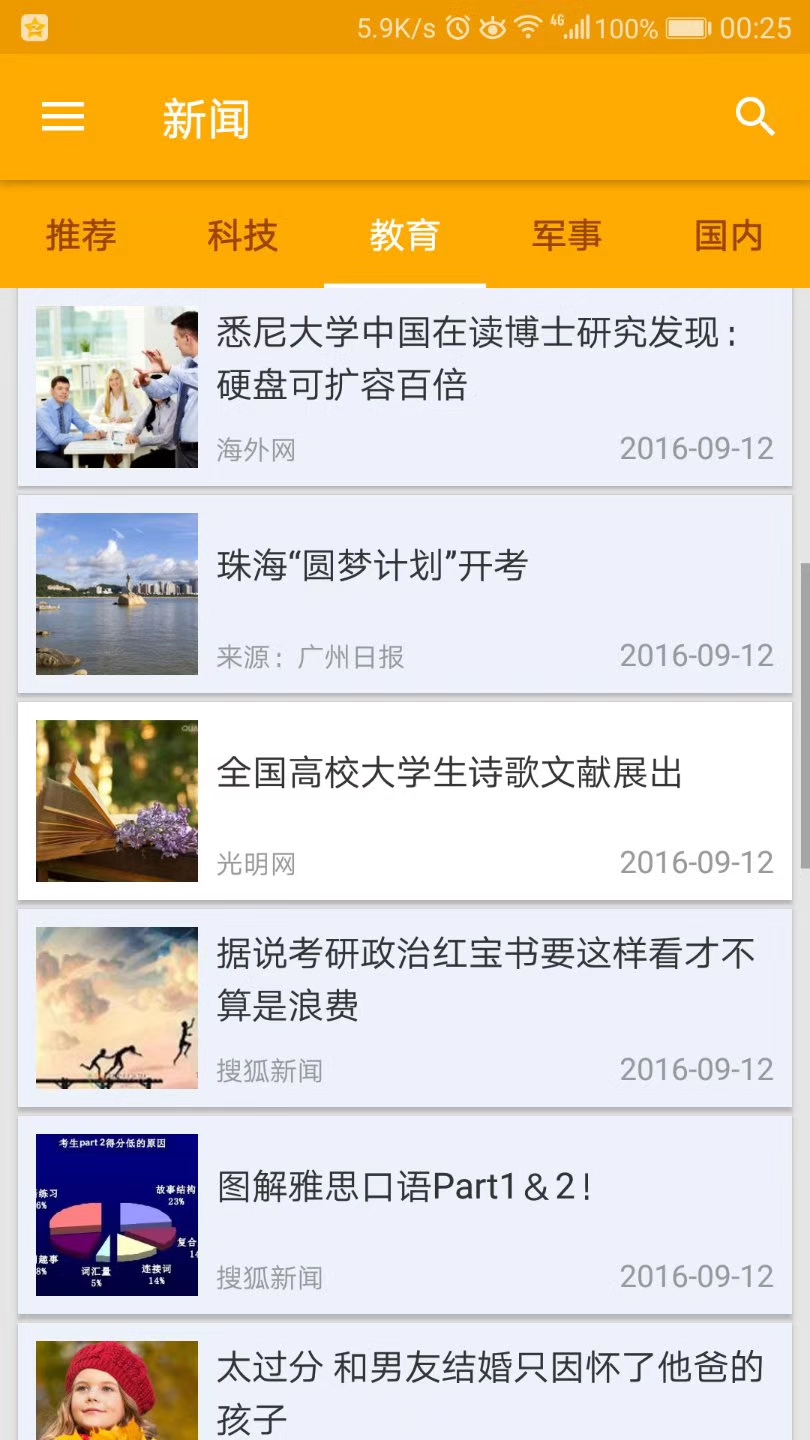 5.9K/s 4G 100% 00:25
新闻
推荐 科技 教育 军事 国内
悉尼大学中国在读博士研究发现：
硬盘可扩容百倍
海外网 2016-09-12
珠海“圆梦计划”开考
来源：广州日报 2016-09-12
全国高校大学生诗歌文献展出
光明网 2016-09-12
据说考研政治红宝书要这样看才不
算是浪费
搜狐新闻 2016-09-12
考生part 2得分低的原因
练习
6%
故事结构
23%
趣事
8%
词汇量
5%
连接词
14%
复合
14
图解雅思口语Part1＆2！
搜狐新闻 2016-09-12
太过分 和男友结婚只因怀了他爸的
孩子